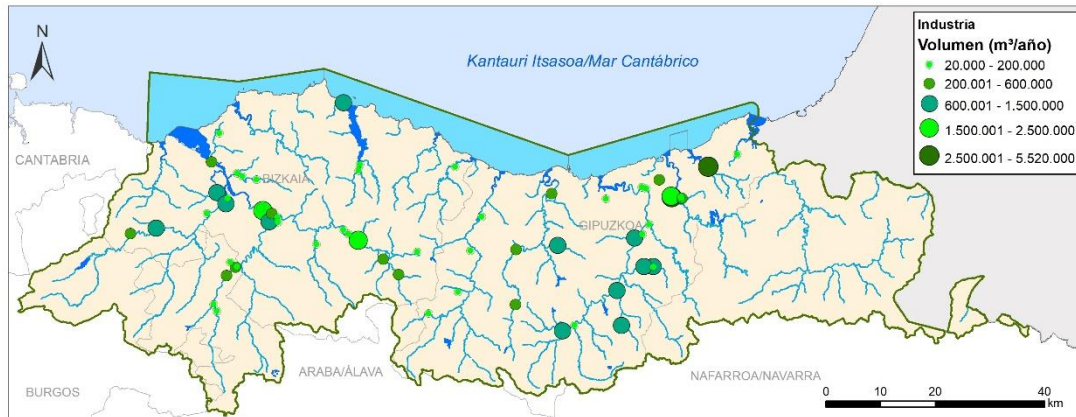 N
Kantauri Itsasoa/Mar Cantábrico
Industria
Volumen (m³/año)
20.000 - 200.000
200.001 - 600.000
600.001 - 1.500.000
1.500.001 - 2.500.000
2.500.001 - 5.520.000
CANTABRIA
BIZKAIA
GIPUZKOA
ARABA/ÁLAVA
NAFARROA/NAVARRA
BURGOS
0 10 20 40
km